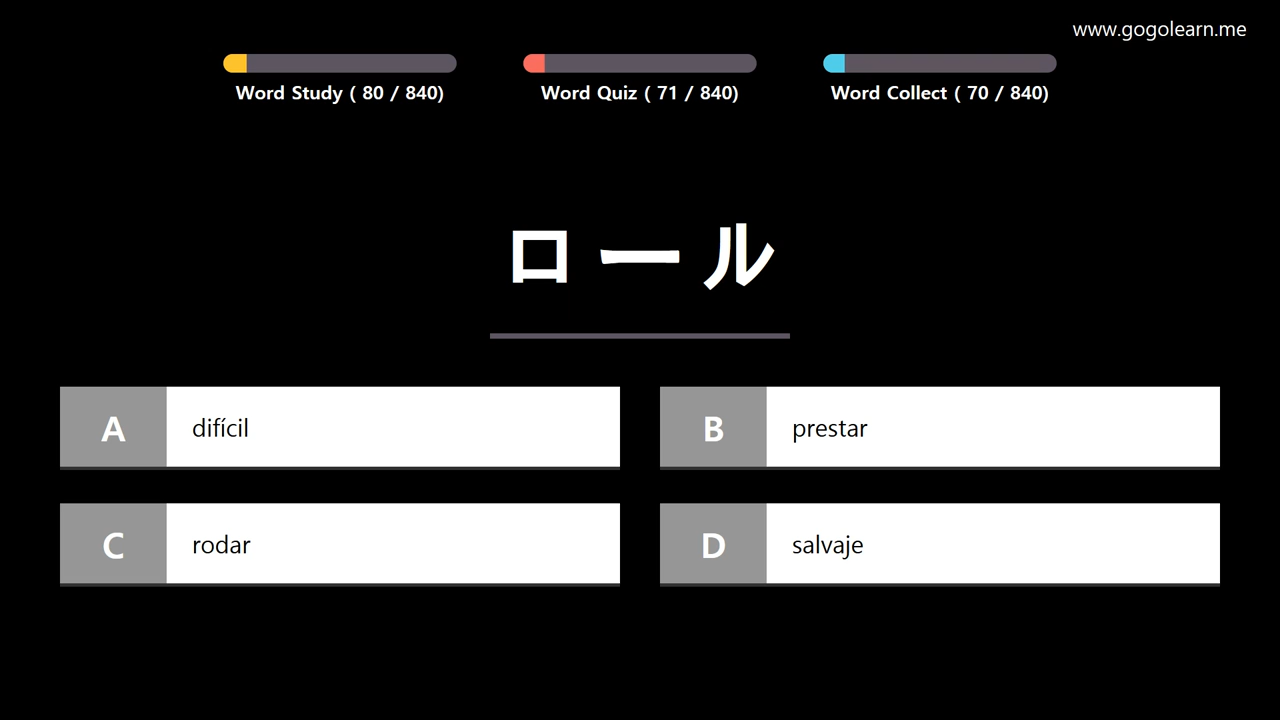 www.gogolearn.me
Word Study ( 80 / 840)
Word Quiz ( 71 / 840)
Word Collect ( 70 / 840)
ロール
A difícil
B prestar
C rodar
D salvaje